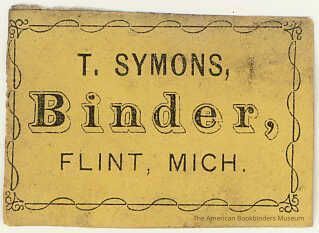 T. SYMONS,
Binder,
FLINT, MICH.
The American Bookbinders Museum